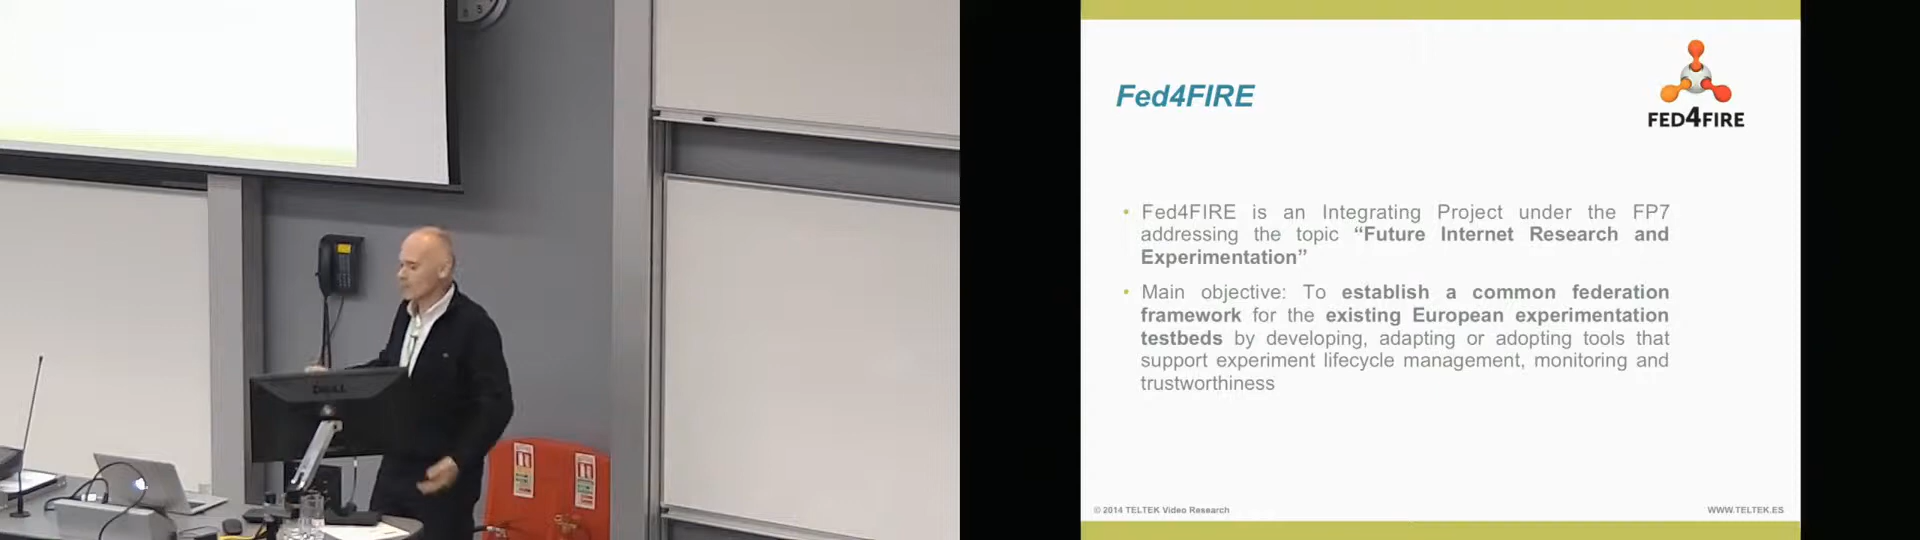 DELL
Fed4FIRE
FED4FIRE
• Fed4FIRE is an Integrating Project under the FP7
addressing the topic “Future Internet Research and
Experimentation”
• Main objective: To establish a common federation
framework for the existing European experimentation
testbeds by developing, adapting or adopting tools that
support experiment lifecycle management, monitoring and
trustworthiness
© 2014 TELTEK Video Research
WWW.TELTEK.ES